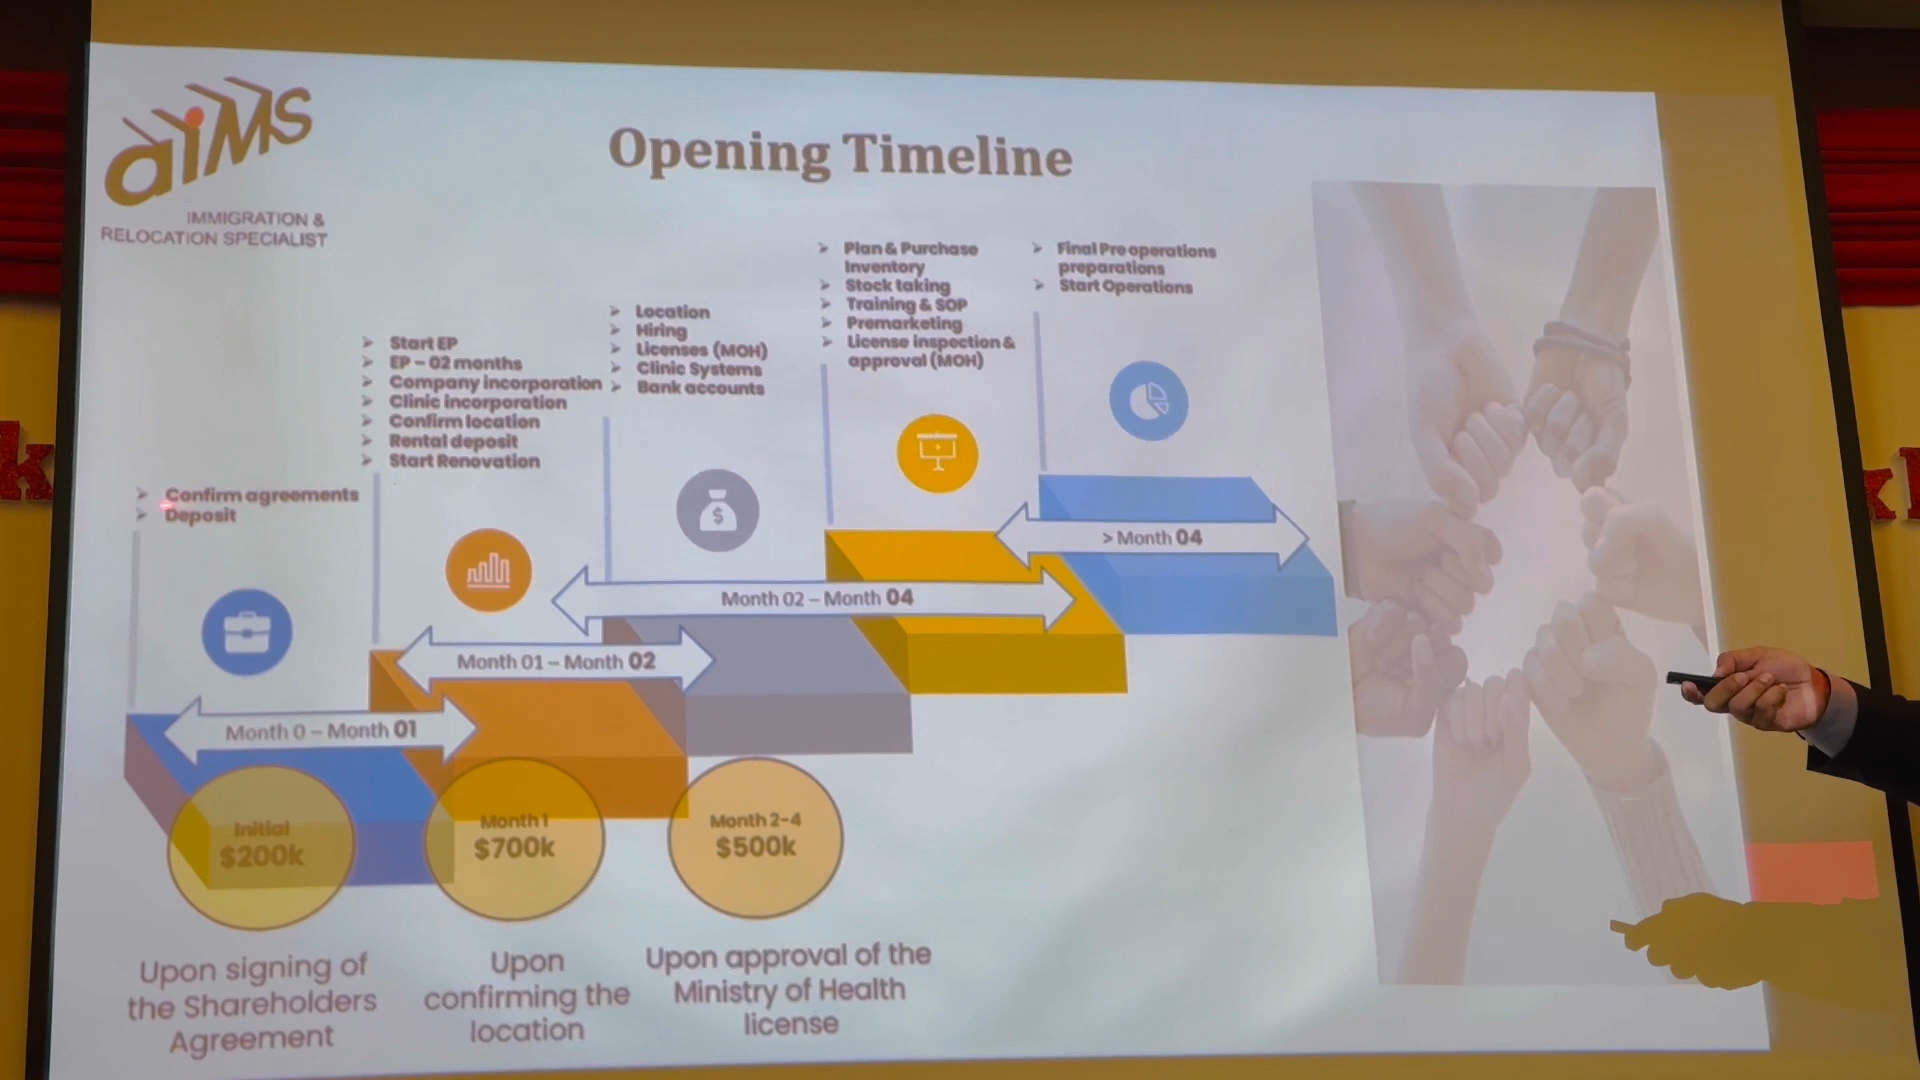 aiMS
IMMIGRATION &
RELOCATION SPECIALIST
Opening Timeline
Confirm agreements
Deposit
Start EP
EP – 02 months
Company incorporation
Clinic incorporation
Confirm location
Rental deposit
Start Renovation
Location
Hiring
Licenses (MOH)
Clinic Systems
Bank accounts
Plan & Purchase
Inventory
Stock taking
Training & SOP
Premarketing
License inspection &
approval (MOH)
Final Pre operations
preparations
Start Operations
Month 0 – Month 01
Month 01 – Month 02
Month 02 – Month 04
> Month 04
Initial
$200k
Month 1
$700k
Month 2-4
$500k
Upon signing of
the Shareholders
Agreement
Upon
confirming the
location
Upon approval of the
Ministry of Health
license